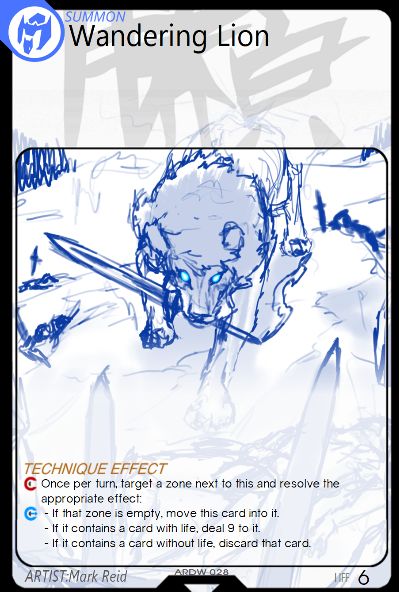 SUMMON
Wandering Lion
TECHNIQUE EFFECT
Once per turn, target a zone next to this and resolve the
appropriate effect:
- If that zone is empty, move this card into it.
- If it contains a card with life, deal 9 to it.
- If it contains a card without life, discard that card.
ARTIST:Mark Reid
ARDW-028
LIFE 6